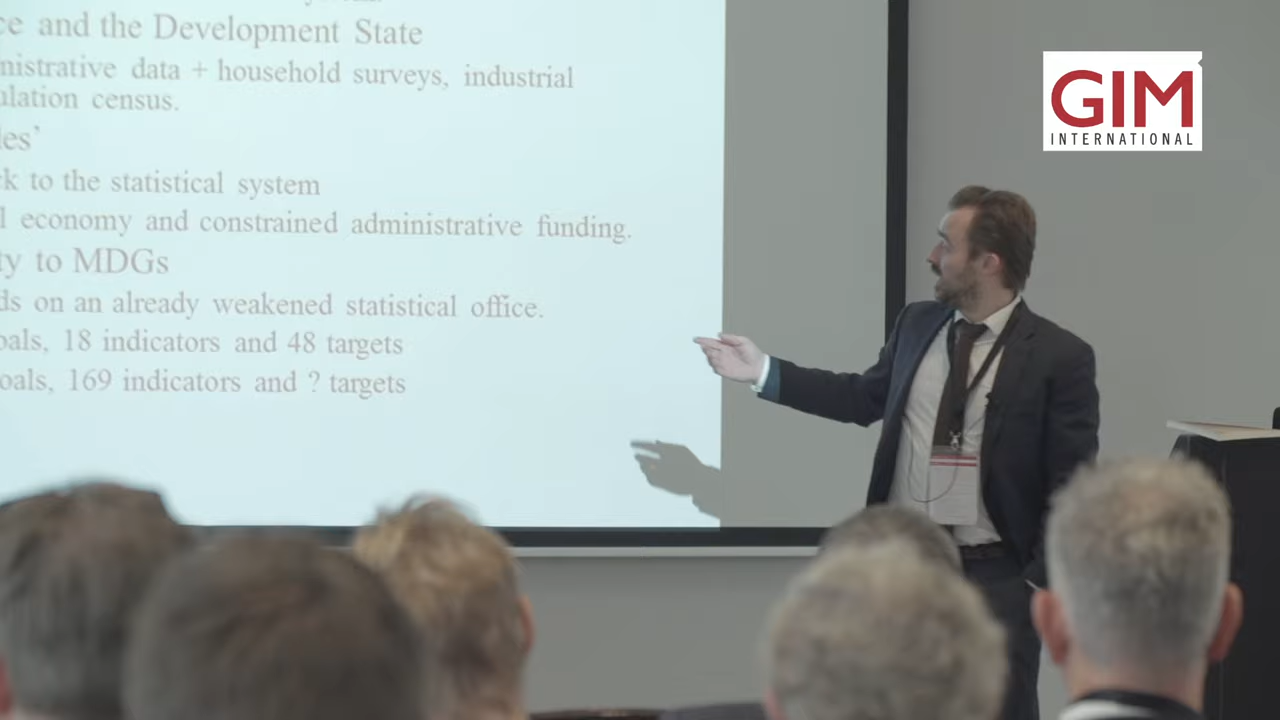 ce and the Development State
nistrative data + household surveys, industrial
ulation census.
les’
ck to the statistical system
l economy and constrained administrative funding.
ty to MDGs
ds on an already weakened statistical office.
oals, 18 indicators and 48 targets
oals, 169 indicators and ? targets
GIM
INTERNATIONAL